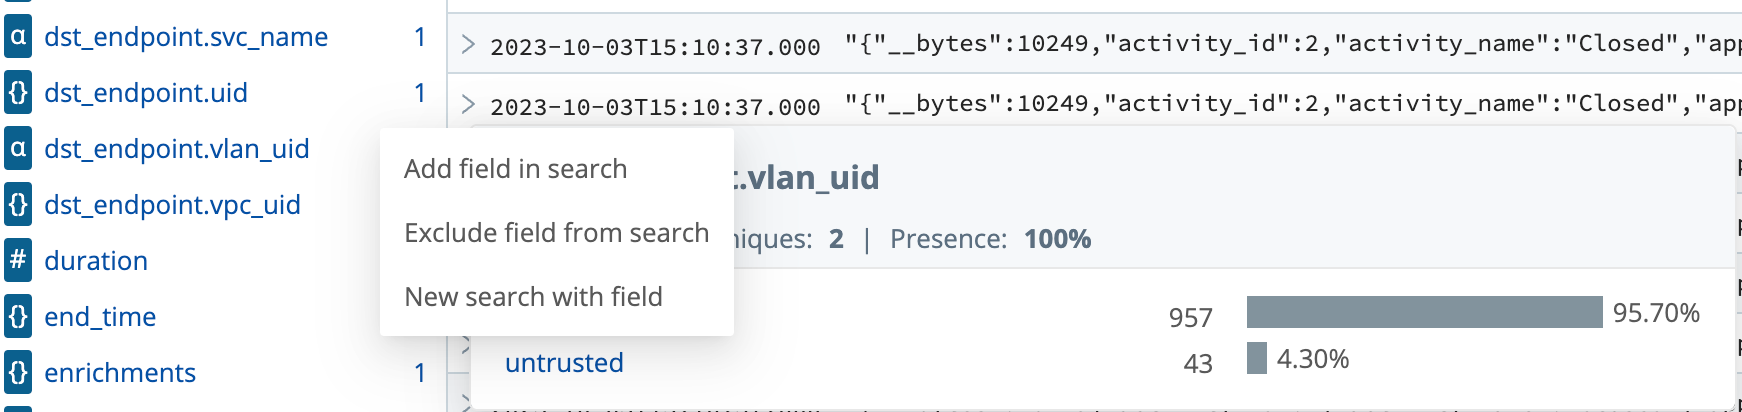 α dst_endpoint.svc_name 1
{} dst_endpoint.uid 1
α dst_endpoint.vlan_uid
{} dst_endpoint.vpc_uid
# duration
{} end_time
{} enrichments 1
> 2023-10-03T15:10:37.000 "{"__bytes":10249,"activity_id":2,"activity_name":"Closed","app
> 2023-10-03T15:10:37.000 "{"__bytes":10249,"activity_id":2,"activity_name":"Closed","app
Add field in search
Exclude field from search
New search with field
t.vlan_uid
niques: 2 | Presence: 100%
957 95.70%
untrusted 43 4.30%